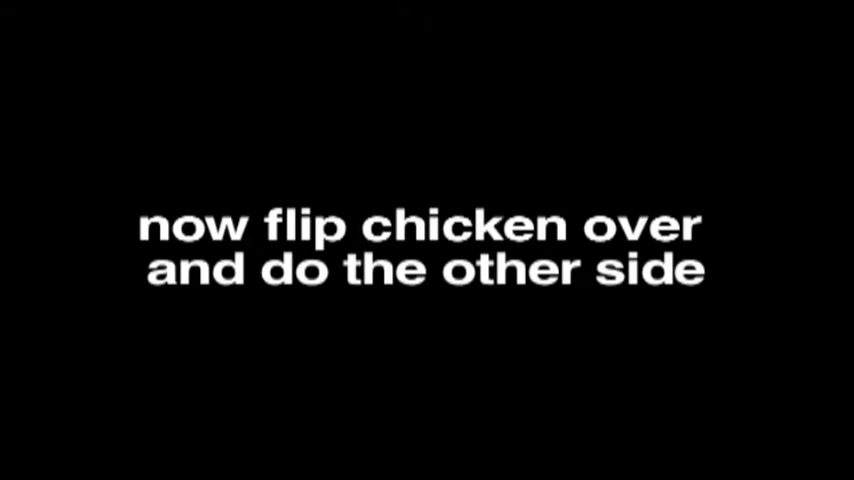 now flip chicken over
and do the other side